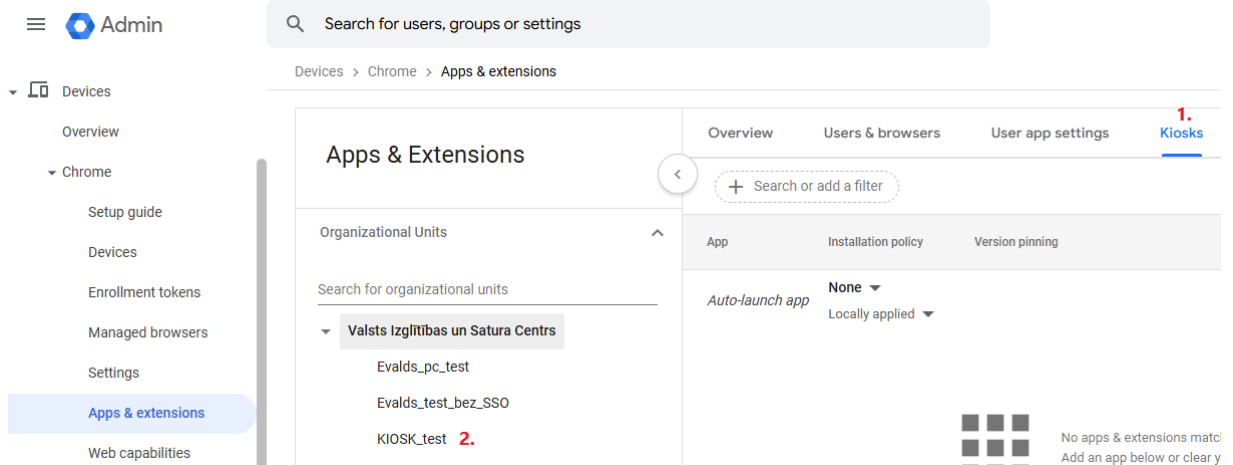 Admin
Search for users, groups or settings
Devices > Chrome > Apps & extensions
Devices
Overview
Chrome
Setup guide
Devices
Enrollment tokens
Managed browsers
Settings
Apps & extensions
Web capabilities
Apps & Extensions
Organizational Units
Search for organizational units
Valsts Izglītības un Satura Centrs
Evalds_pc_test
Evalds_test_bez_SSO
KIOSK_test 2.
1.
Overview Users & browsers User app settings Kiosks
Search or add a filter
App Installation policy Version pinning
Auto-launch app
None
Locally applied
No apps & extensions
Add an app below or clear